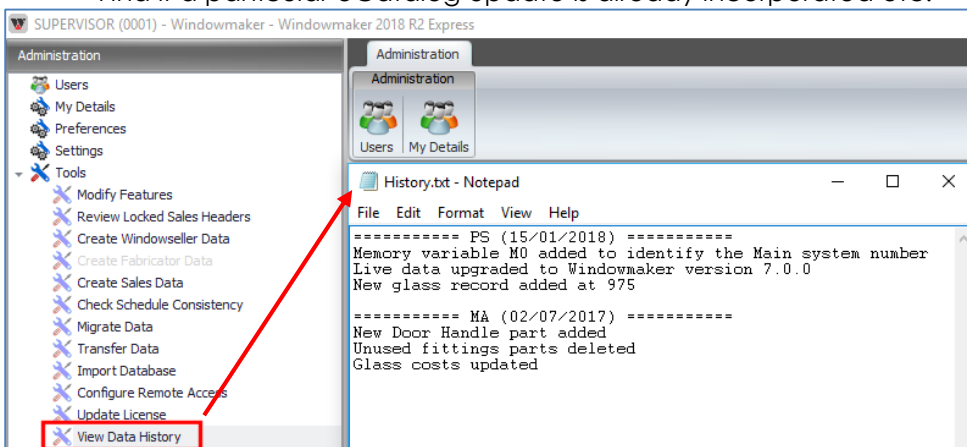 SUPERVISOR (0001) - Windowmaker - Windowmaker 2018 R2 Express
Administration
Users
My Details
Preferences
Settings
Tools
Modify Features
Review Locked Sales Headers
Create Windowseller Data
Create Fabricator Data
Create Sales Data
Check Schedule Consistency
Migrate Data
Transfer Data
Import Database
Configure Remote Access
Update License
View Data History
Administration
Administration
Users
My Details
History.txt - Notepad
File Edit Format View Help
=========== PS (15/01/2018) ===========
Memory variable M0 added to identify the Main system number
Live data upgraded to Windowmaker version 7.0.0
New glass record added at 975
=========== MA (02/07/2017) ===========
New Door Handle part added
Unused fittings parts deleted
Glass costs updated